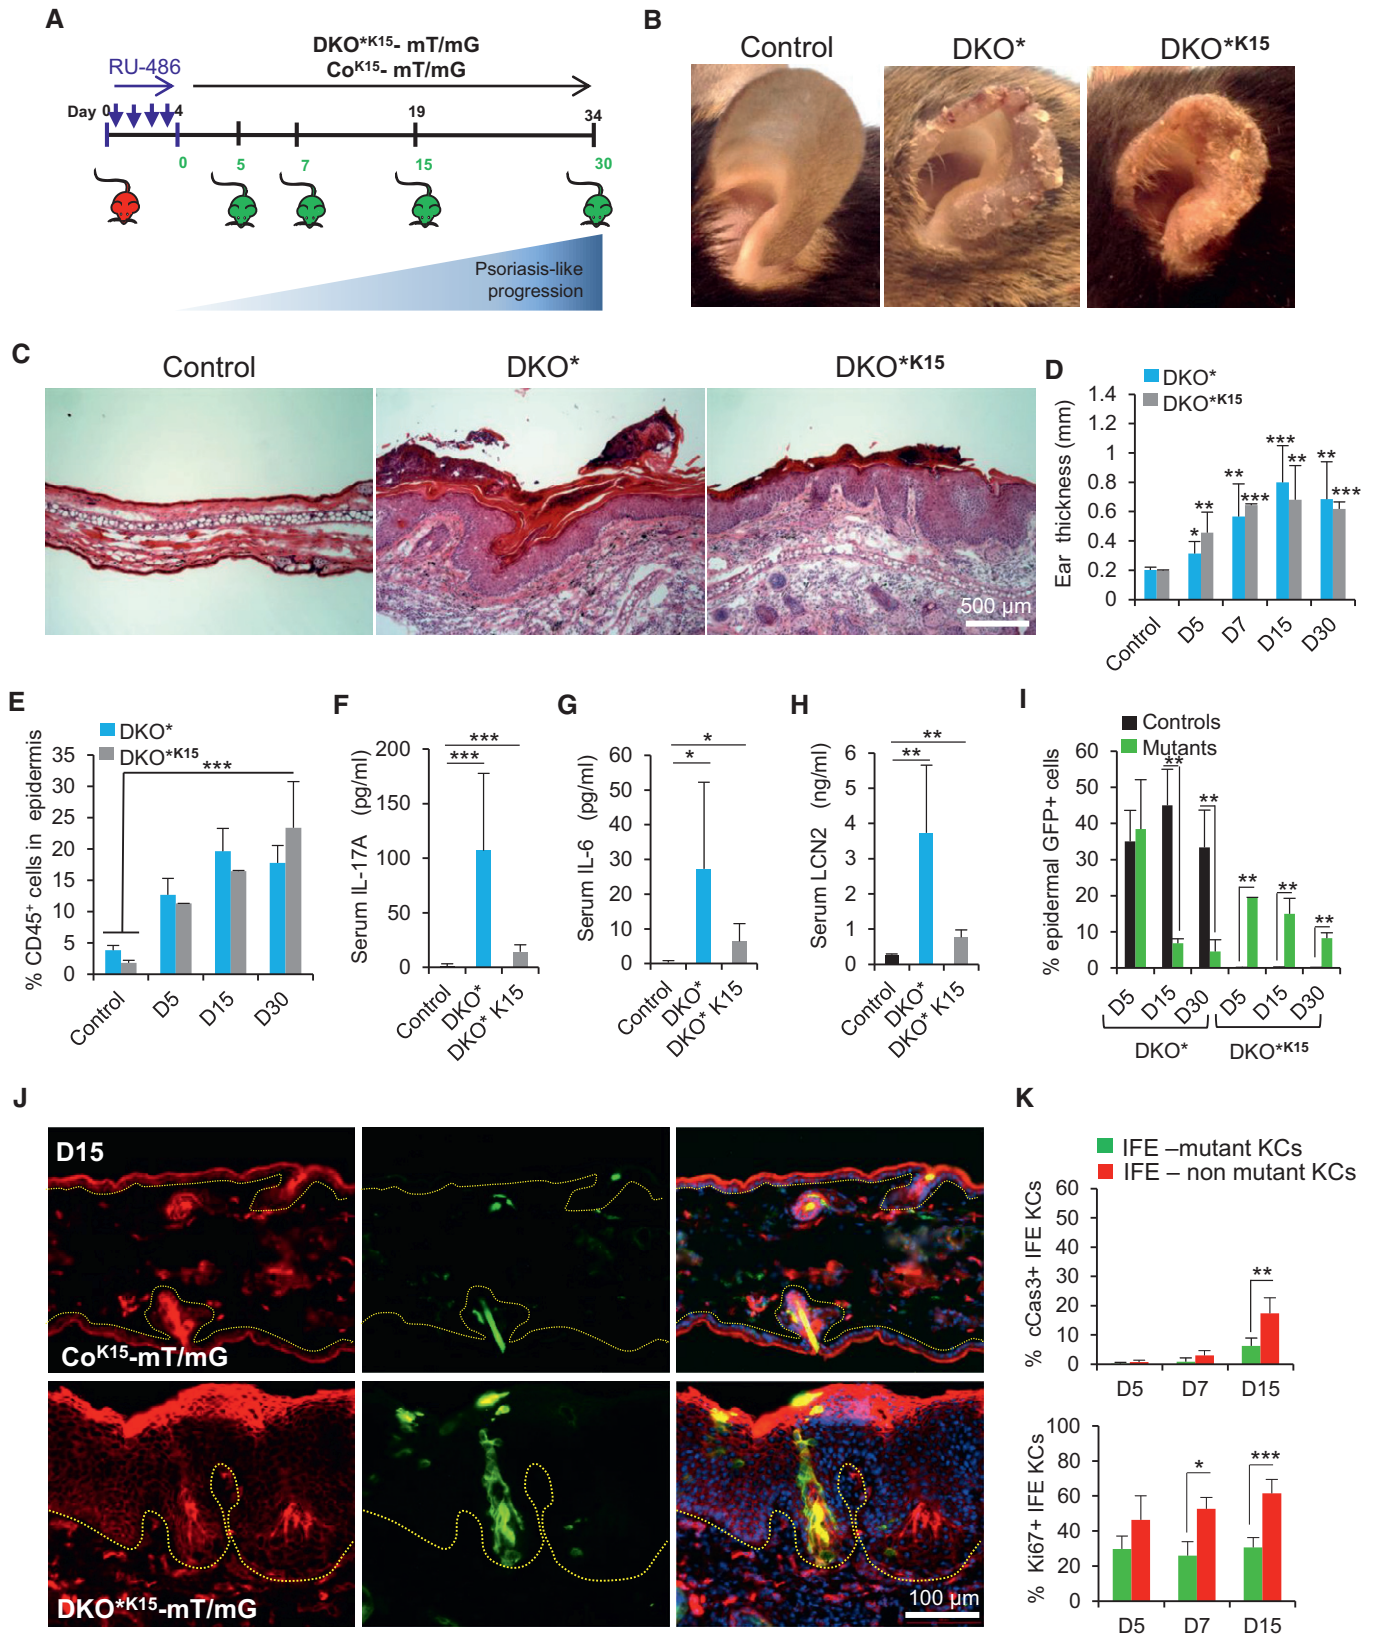 A
DKO*K15- mT/mG
CoK15- mT/mG
RU-486
Day 0 4 19 34
0 5 7 15 30
Psoriasis-like
progression
B
Control DKO* DKO*K15
C
Control DKO* DKO*K15
500 µm
D
DKO*
DKO*K15
Ear thickness (mm)
1.4
1.2
1
0.8
0.6
0.4
0.2
0
* ** ** *** *** ** ** ***
Control D5 D7 D15 D30
E
DKO*
DKO*K15
% CD45+ cells in epidermis
35
30
25
20
15
10
5
0
***
Control D5 D15 D30
F
Serum IL-17A (pg/ml)
200
150
100
50
0
***
***
Control DKO* DKO* K15
G
Serum IL-6 (pg/ml)
60
50
40
30
20
10
0
*
*
Control DKO* DKO* K15
H
Serum LCN2 (ng/ml)
6
5
4
3
2
1
0
**
**
Control DKO* DKO* K15
I
Controls
Mutants
% epidermal GFP+ cells
60
50
40
30
20
10
0
** ** ** ** **
D5 D15 D30 D5 D15 D30
DKO* DKO*K15
J
D15
CoK15-mT/mG
DKO*K15-mT/mG
100 µm
K
IFE –mutant KCs
IFE – non mutant KCs
% cCas3+ IFE KCs
60
50
40
30
20
10
0
**
D5 D7 D15
% Ki67+ IFE KCs
100
80
60
40
20
0
* ***
D5 D7 D15